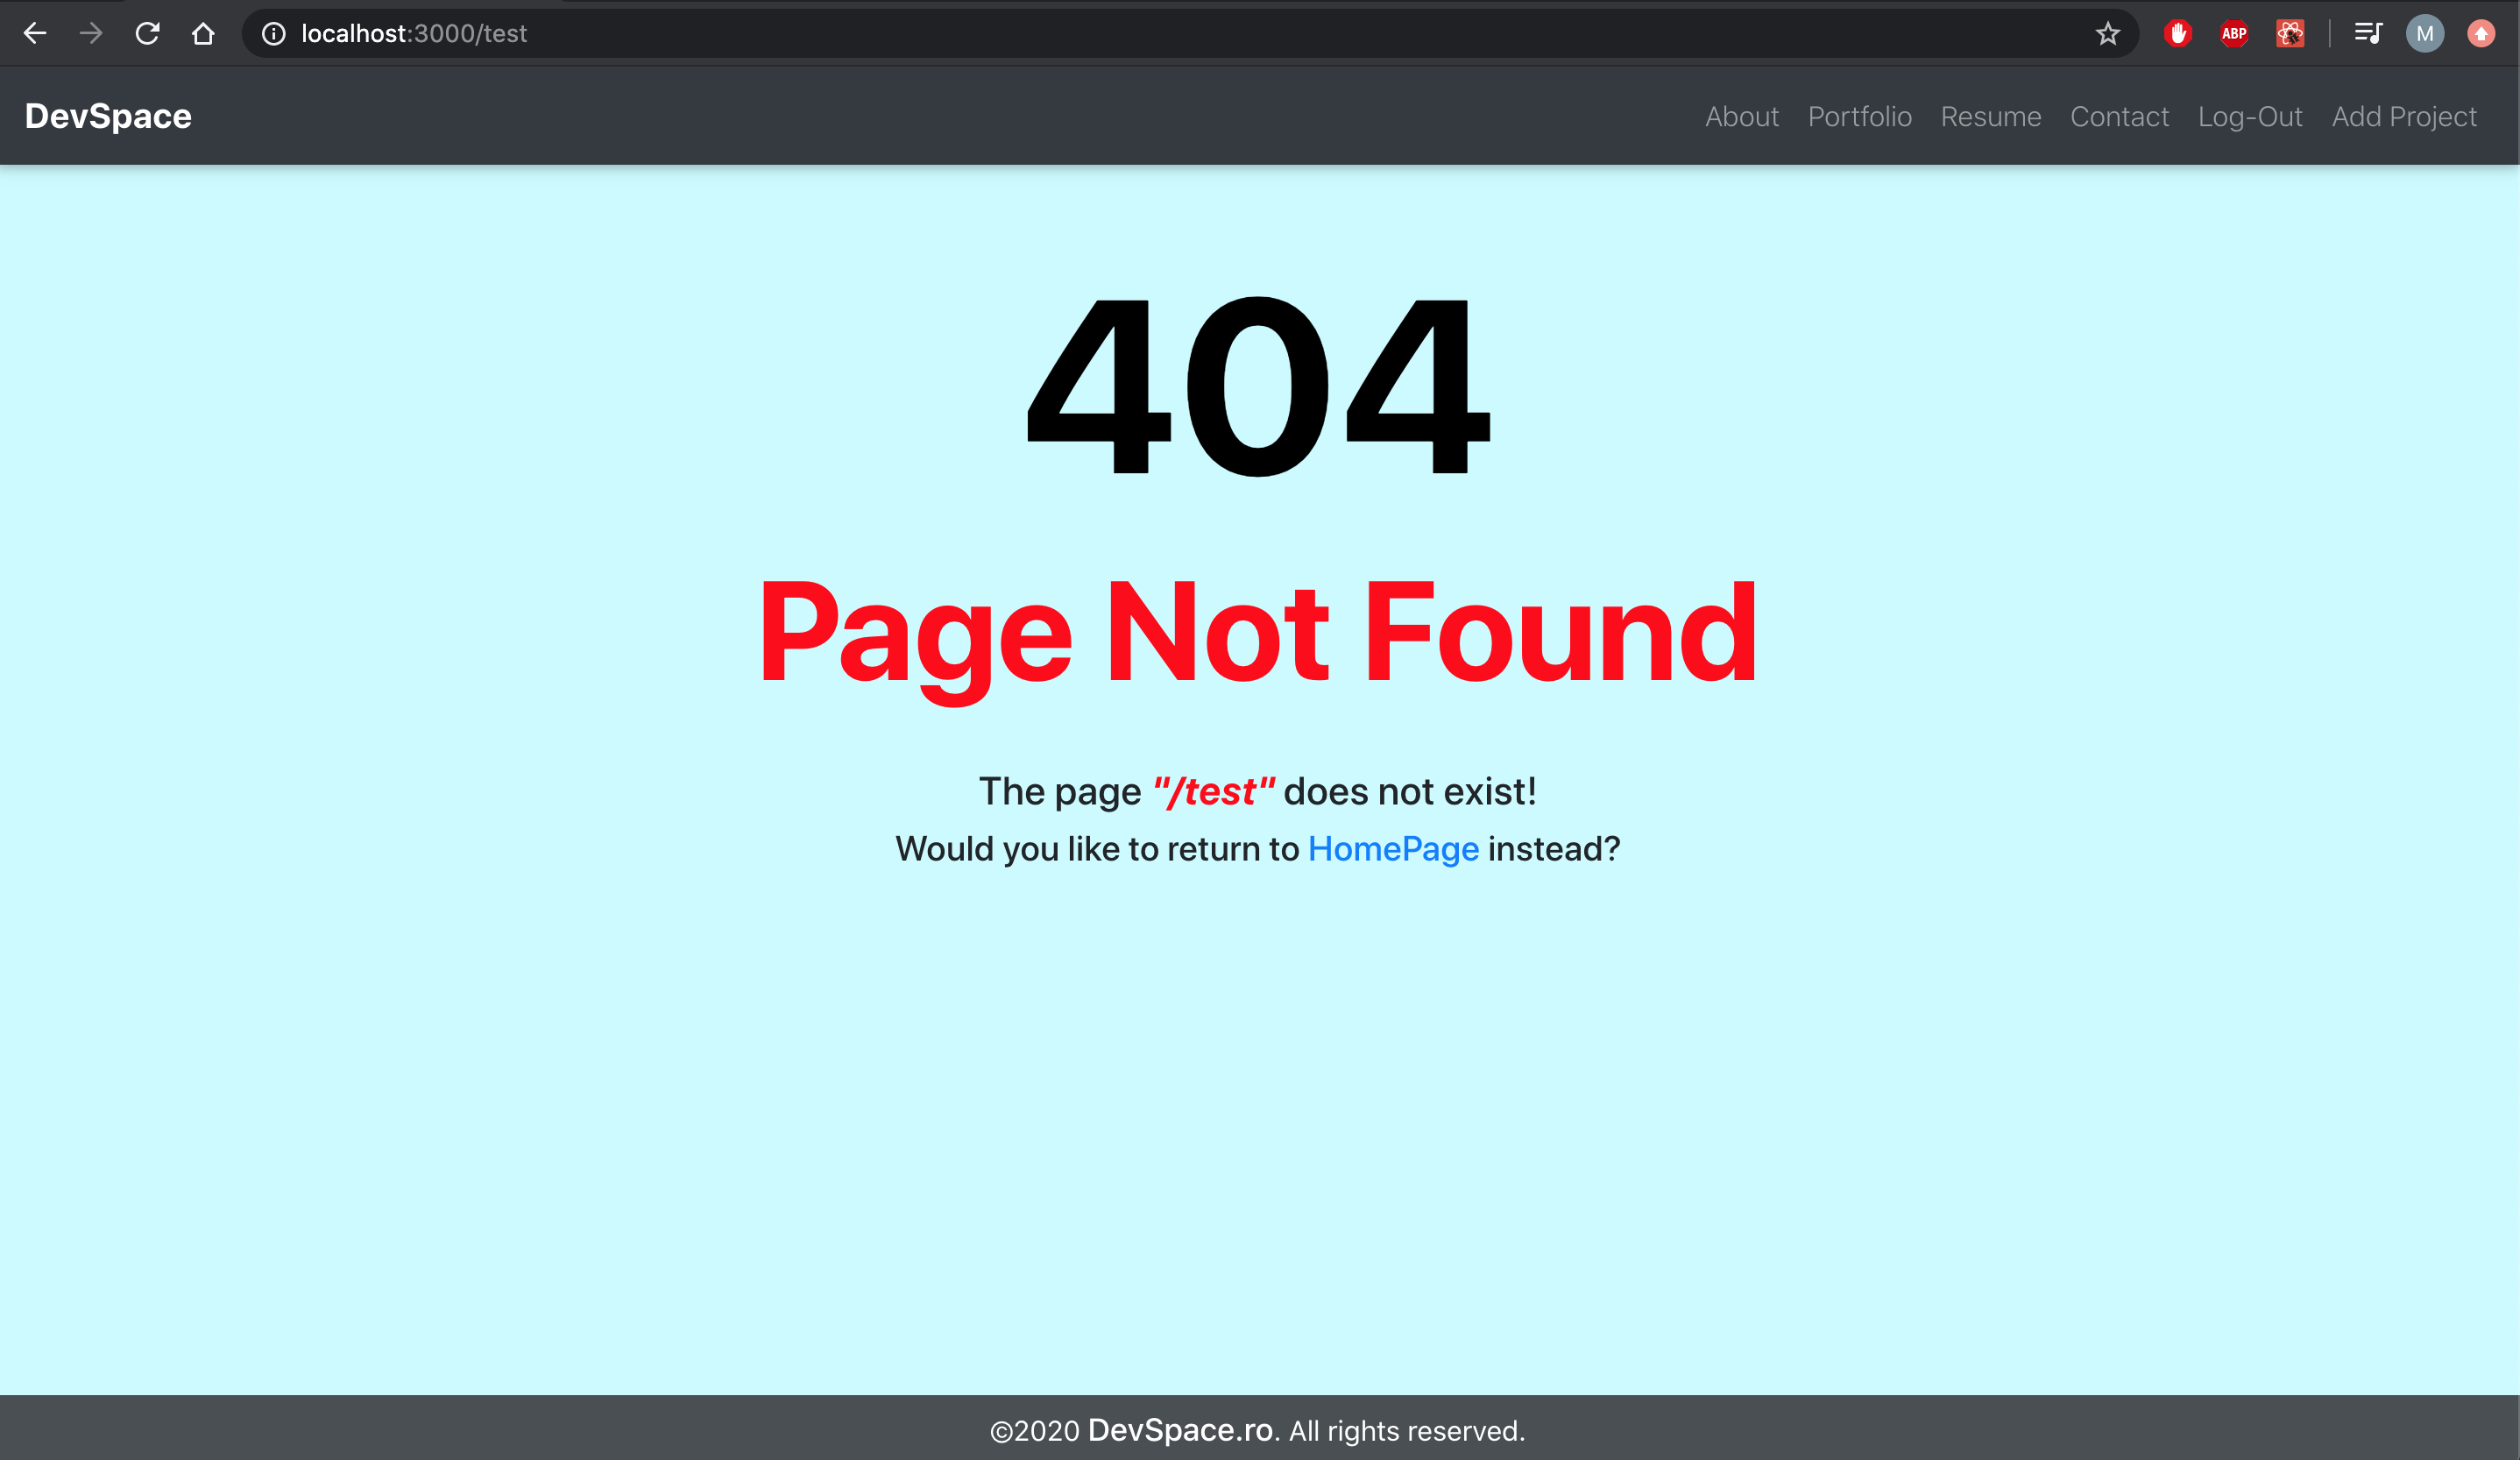 localhost:3000/test
ABP
M
DevSpace
About Portfolio Resume Contact Log-Out Add Project
404
Page Not Found
The page "/test" does not exist!
Would you like to return to HomePage instead?
©2020 DevSpace.ro. All rights reserved.